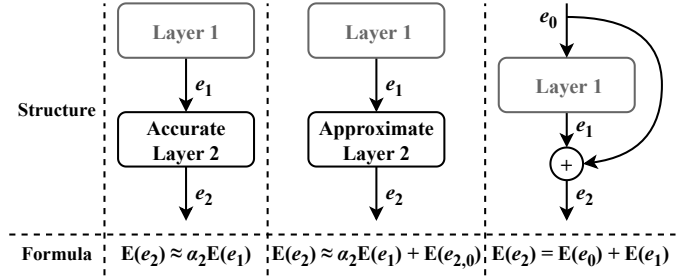 Structure
Layer 1
e₁
Accurate
Layer 2
e₂
Layer 1
e₁
Approximate
Layer 2
e₂
e₀
Layer 1
e₁
+
e₂
Formula
E(e₂) ≈ α₂E(e₁)
E(e₂) ≈ α₂E(e₁) + E(e₂,₀)
E(e₂) = E(e₀) + E(e₁)